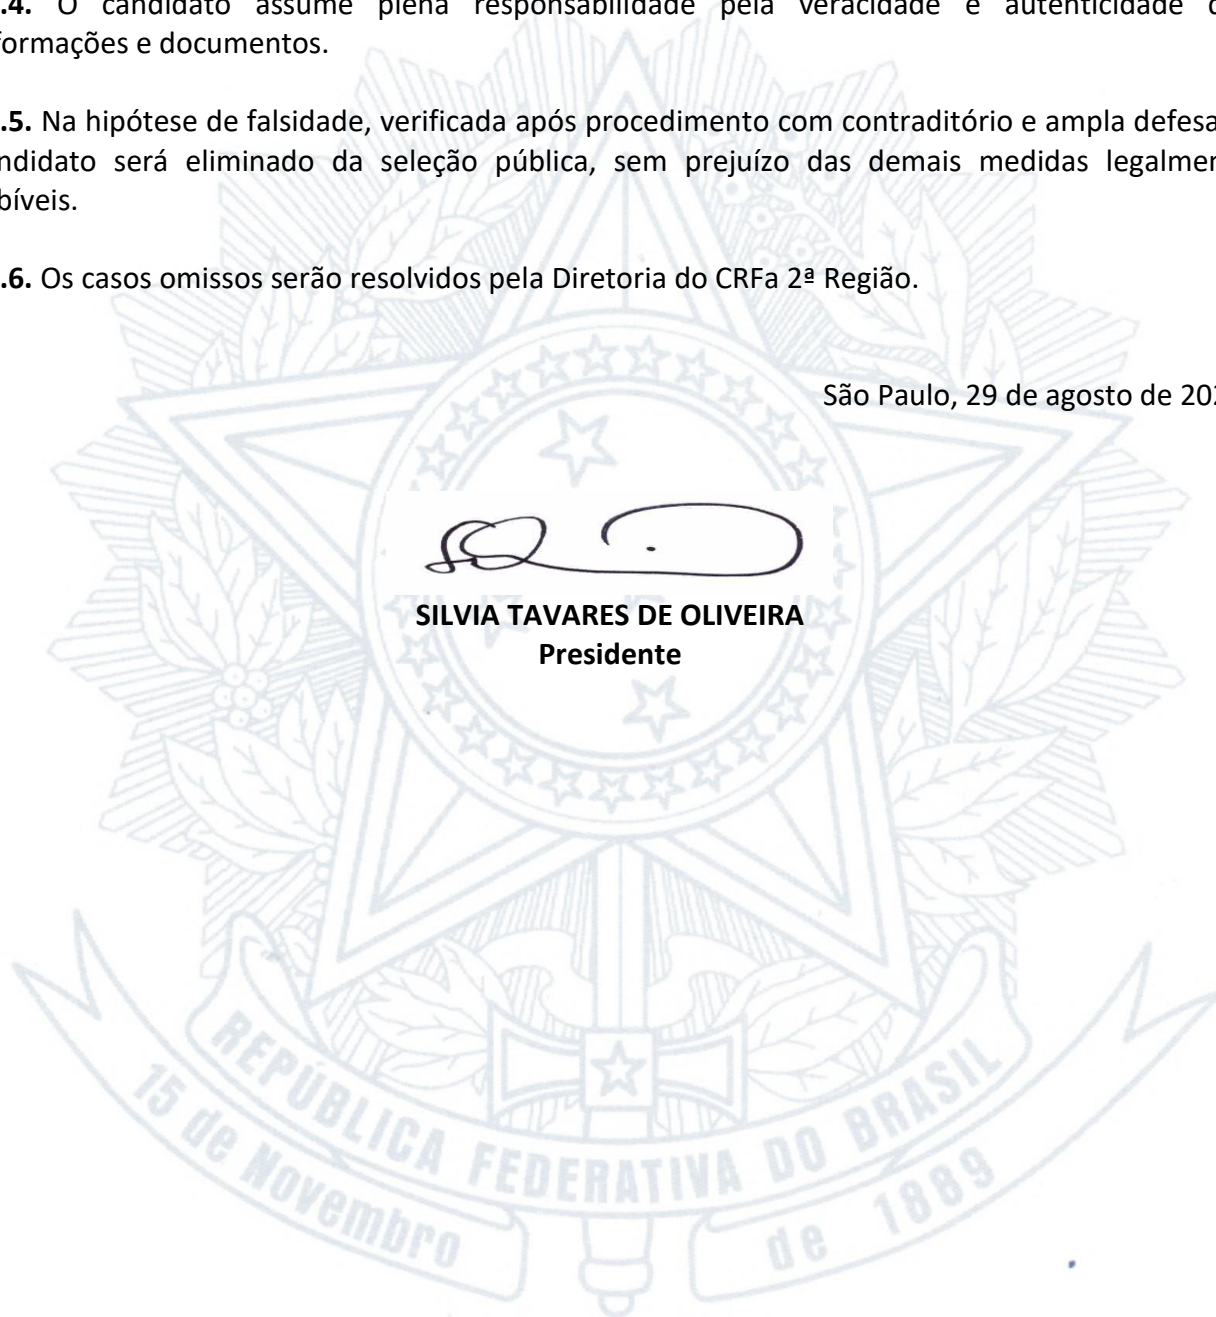 .4. O candidato assume plena responsabilidade pela veracidade e autenticidade
formações e documentos.
.5. Na hipótese de falsidade, verificada após procedimento com contraditório e ampla defesa
ndidato será eliminado da seleção pública, sem prejuízo das demais medidas legalmen
bíveis.
.6. Os casos omissos serão resolvidos pela Diretoria do CRFa 2ª Região.
São Paulo, 29 de agosto de 202
SILVIA TAVARES DE OLIVEIRA
Presidente
REPÚBLICA FEDERATIVA DO BRASIL
15 de Novembro de 1889